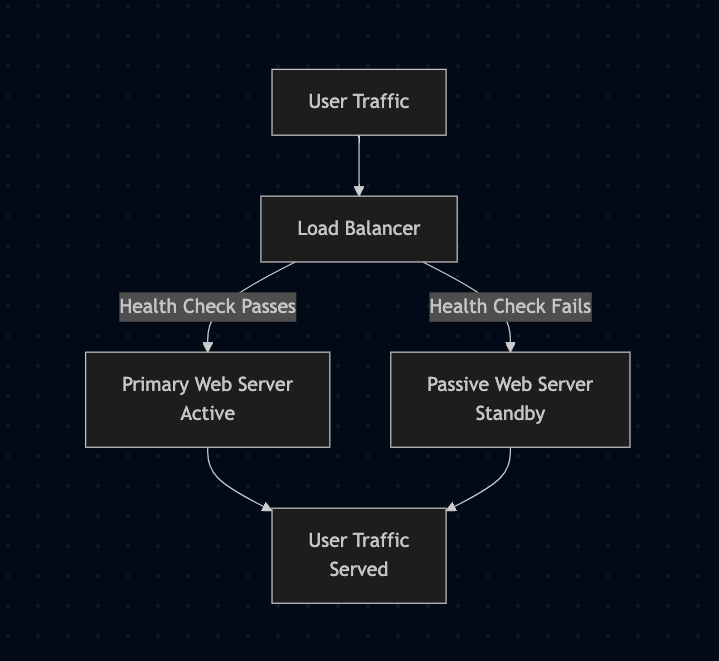 User Traffic
Load Balancer
Health Check Passes
Health Check Fails
Primary Web Server
Active
Passive Web Server
Standby
User Traffic
Served